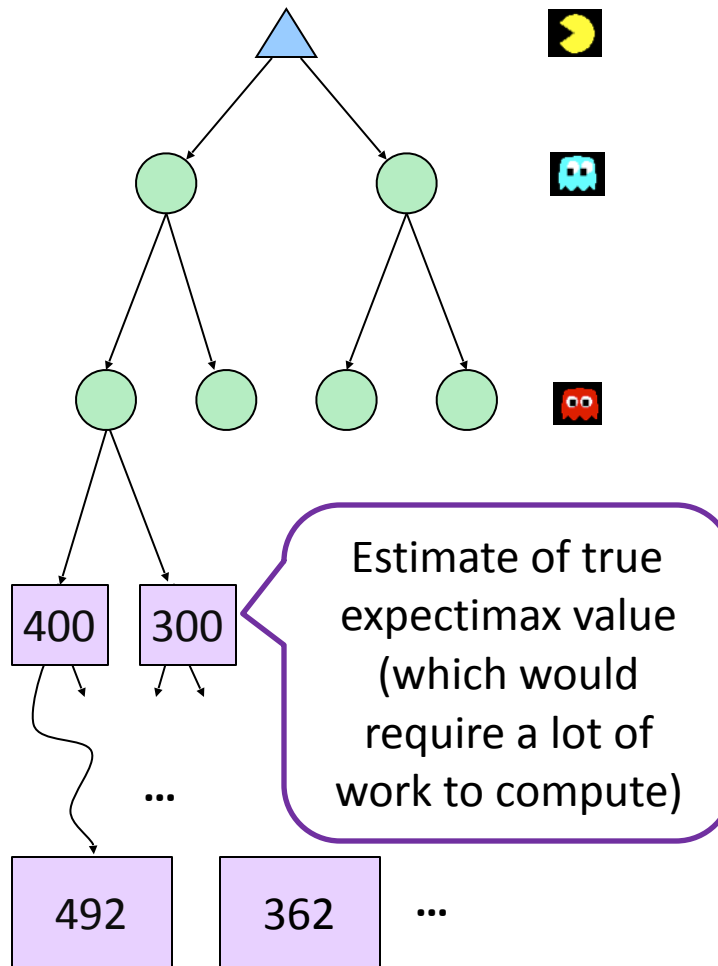 400
300
Estimate of true
expectimax value
(which would
require a lot of
work to compute)
...
492
362
...